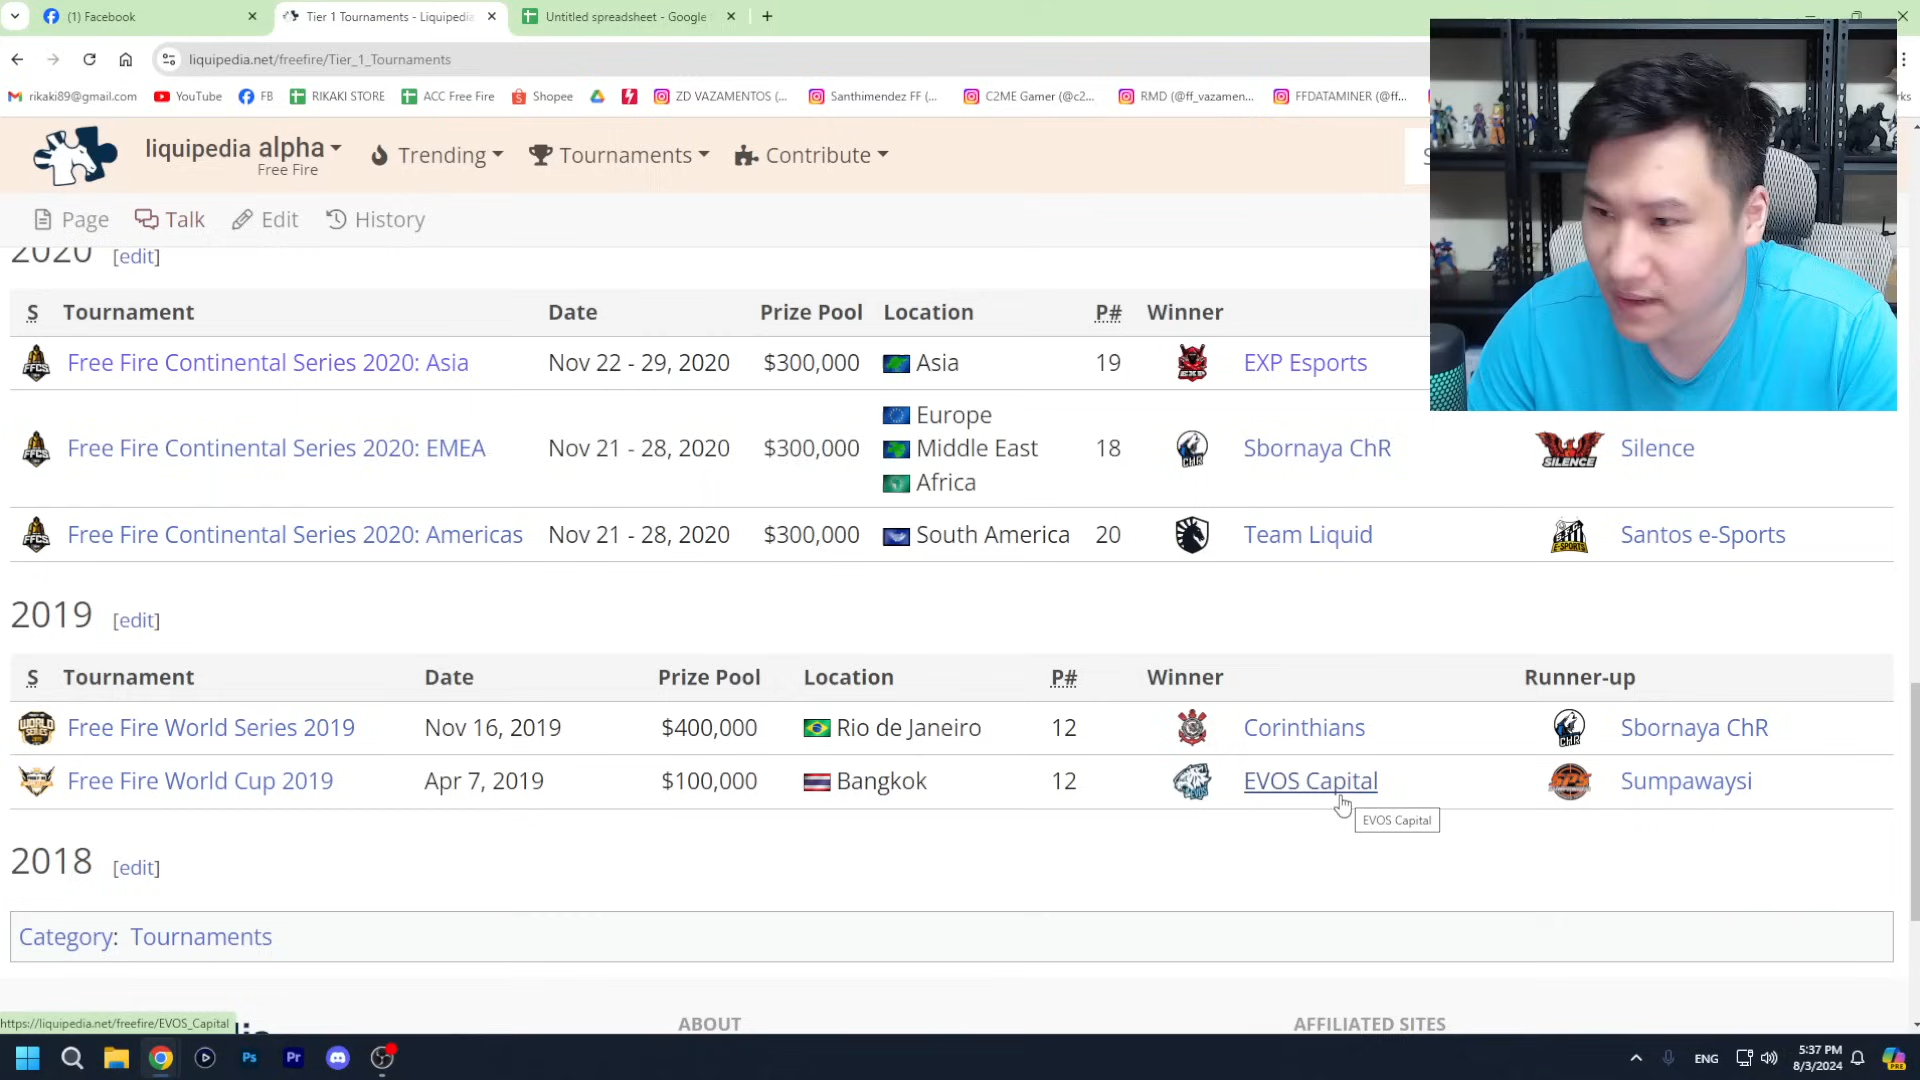 (1) Facebook
Tier 1 Tournaments - Liquipedia
Untitled spreadsheet - Google
liquipedia.net/freefire/Tier_1_Tournaments
rikaki89@gmail.com YouTube FB RIKAKI STORE ACC Free Fire Shopee ZD VAZAMENTOS (... Santhimendez FF (... C2ME Gamer (@c2... RMD (@ff_vazamen... FFDATAMINER (@ff...
liquipedia alpha
Free Fire
Trending Tournaments Contribute
Page Talk Edit History
2020 [edit]
S Tournament Date Prize Pool Location P# Winner
Free Fire Continental Series 2020: Asia Nov 22 - 29, 2020 $300,000 Asia 19 EXP Esports
Free Fire Continental Series 2020: EMEA Nov 21 - 28, 2020 $300,000 Europe
Middle East 18 Sbornaya ChR Silence
Africa
Free Fire Continental Series 2020: Americas Nov 21 - 28, 2020 $300,000 South America 20 Team Liquid Santos e-Sports
2019 [edit]
S Tournament Date Prize Pool Location P# Winner Runner-up
Free Fire World Series 2019 Nov 16, 2019 $400,000 Rio de Janeiro 12 Corinthians Sbornaya ChR
Free Fire World Cup 2019 Apr 7, 2019 $100,000 Bangkok 12 EVOS Capital Sumpawaysi
EVOS Capital
2018 [edit]
Category: Tournaments
https://liquipedia.net/freefire/EVOS_Capital
ABOUT
AFFILIATED SITES
ENG
5:37 PM
8/3/2024